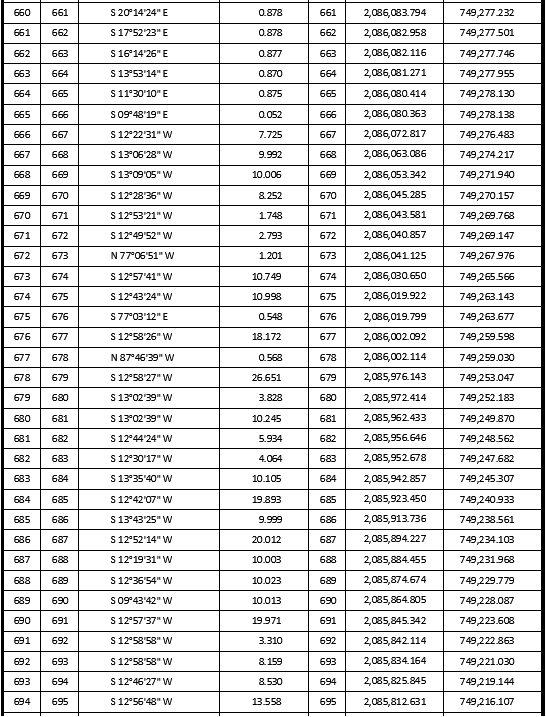 660 661 S 20°14'24" E 0.878 661 2,086,083.794 749,277.232
661 662 S 17°52'23" E 0.878 662 2,086,082.958 749,277.501
662 663 S 16°14'26" E 0.877 663 2,086,082.116 749,277.746
663 664 S 13°53'14" E 0.870 664 2,086,081.271 749,277.955
664 665 S 11°30'10" E 0.875 665 2,086,080.414 749,278.130
665 666 S 09°48'19" E 0.052 666 2,086,080.363 749,278.138
666 667 S 12°22'31" W 7.725 667 2,086,072.817 749,276.483
667 668 S 13°06'28" W 9.992 668 2,086,063.086 749,274.217
668 669 S 13°09'05" W 10.006 669 2,086,053.342 749,271.940
669 670 S 12°28'36" W 8.252 670 2,086,045.285 749,270.157
670 671 S 12°53'21" W 1.748 671 2,086,043.581 749,269.768
671 672 S 12°49'52" W 2.793 672 2,086,040.857 749,269.147
672 673 N 77°06'51" W 1.201 673 2,086,041.125 749,267.976
673 674 S 12°57'41" W 10.749 674 2,086,030.650 749,265.566
674 675 S 12°43'24" W 10.998 675 2,086,019.922 749,263.143
675 676 S 77°03'12" E 0.548 676 2,086,019.799 749,263.677
676 677 S 12°58'26" W 18.172 677 2,086,002.092 749,259.598
677 678 N 87°46'39" W 0.568 678 2,086,002.114 749,259.030
678 679 S 12°58'27" W 26.651 679 2,085,976.143 749,253.047
679 680 S 13°02'39" W 3.828 680 2,085,972.414 749,252.183
680 681 S 13°02'39" W 10.245 681 2,085,962.433 749,249.870
681 682 S 12°44'24" W 5.934 682 2,085,956.646 749,248.562
682 683 S 12°30'17" W 4.064 683 2,085,952.678 749,247.682
683 684 S 13°35'40" W 10.105 684 2,085,942.857 749,245.307
684 685 S 12°42'07" W 19.893 685 2,085,923.450 749,240.933
685 686 S 13°43'25" W 9.999 686 2,085,913.736 749,238.561
686 687 S 12°52'14" W 20.012 687 2,085,894.227 749,234.103
687 688 S 12°19'31" W 10.003 688 2,085,884.455 749,231.968
688 689 S 12°36'54" W 10.023 689 2,085,874.674 749,229.779
689 690 S 09°43'42" W 10.013 690 2,085,864.805 749,228.087
690 691 S 12°57'37" W 19.971 691 2,085,845.342 749,223.608
691 692 S 12°58'58" W 3.310 692 2,085,842.114 749,222.863
692 693 S 12°58'58" W 8.159 693 2,085,834.164 749,221.030
693 694 S 12°46'27" W 8.530 694 2,085,825.845 749,219.144
694 695 S 12°56'48" W 13.558 695 2,085,812.631 749,216.107